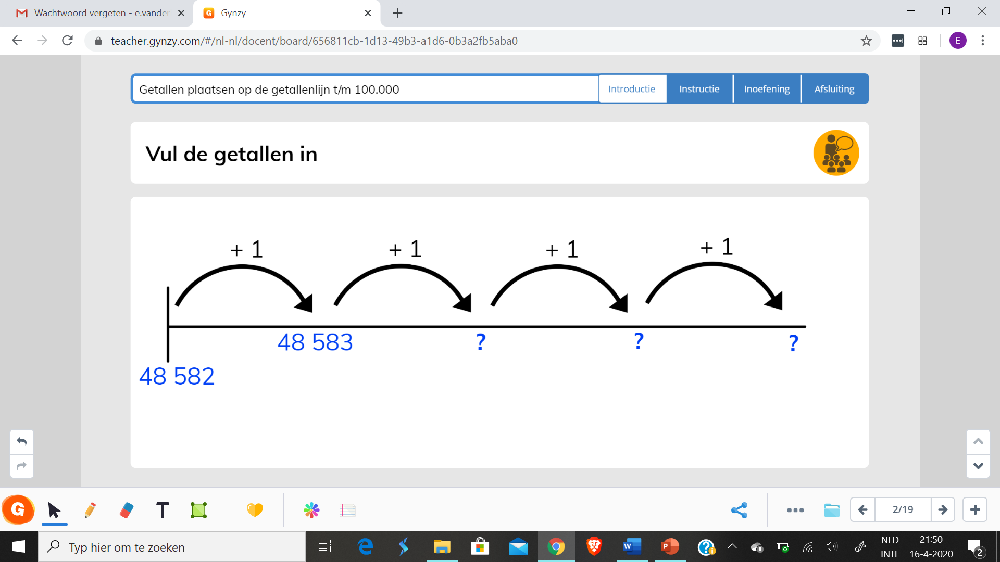 Wachtwoord vergeten - e.vander
Gynzy
teacher.gynzy.com/#/nl-nl/docent/board/656811cb-1d13-49b3-a1d6-0b3a2fb5aba0
E
Getallen plaatsen op de getallenlijn t/m 100.000
Introductie
Instructie
Inoefening
Afsluiting
Vul de getallen in
+ 1
+ 1
+ 1
+ 1
48 583
?
?
?
48 582
G
T
2/19
Typ hier om te zoeken
NLD
INTL
21:50
16-4-2020
2